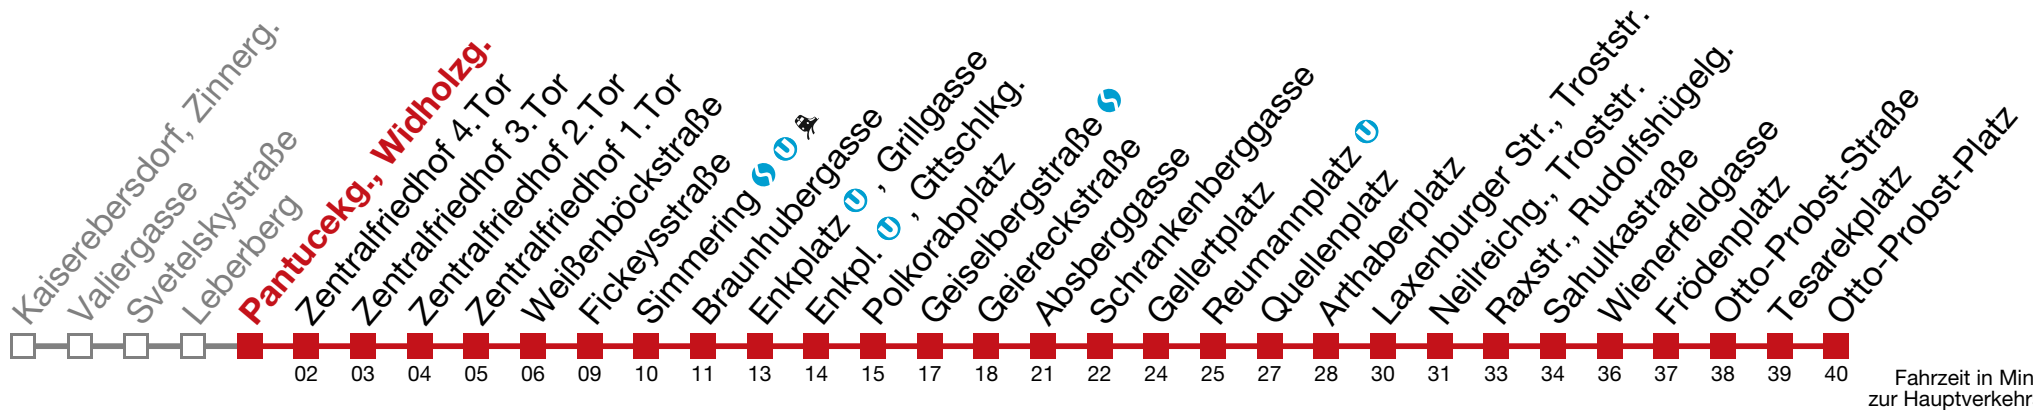 Kaiserebersdorf, Zinnerg.
Valiergasse
Svetelskystraße
Leberberg
Pantucekg., Widholzg.
Zentralfriedhof 4.Tor
Zentralfriedhof 3.Tor
Zentralfriedhof 2.Tor
Zentralfriedhof 1.Tor
Weißenböckstraße
Fickeysstraße
Simmering S U
Braunhubergasse
Enkplatz U , Grillgasse
Enkpl. U , Gttschlkg.
Polkorabplatz
Geiselbergstraße S
Geiereckstraße
Absberggasse
Schrankenberggasse
Gellertplatz
Reumannplatz U
Quellenplatz
Arthaberplatz
Laxenburger Str., Troststr.
Neilreichg., Troststr.
Raxstr., Rudolfshügelg.
Sahulkastraße
Wienerfeldgasse
Frödenplatz
Otto-Probst-Straße
Tesarekplatz
Otto-Probst-Platz
02 03 04 05 06 09 10 11 13 14 15 17 18 21 22 24 25 27 28 30 31 33 34 36 37 38 39 40
Fahrzeit in Min
zur Hauptverkehr